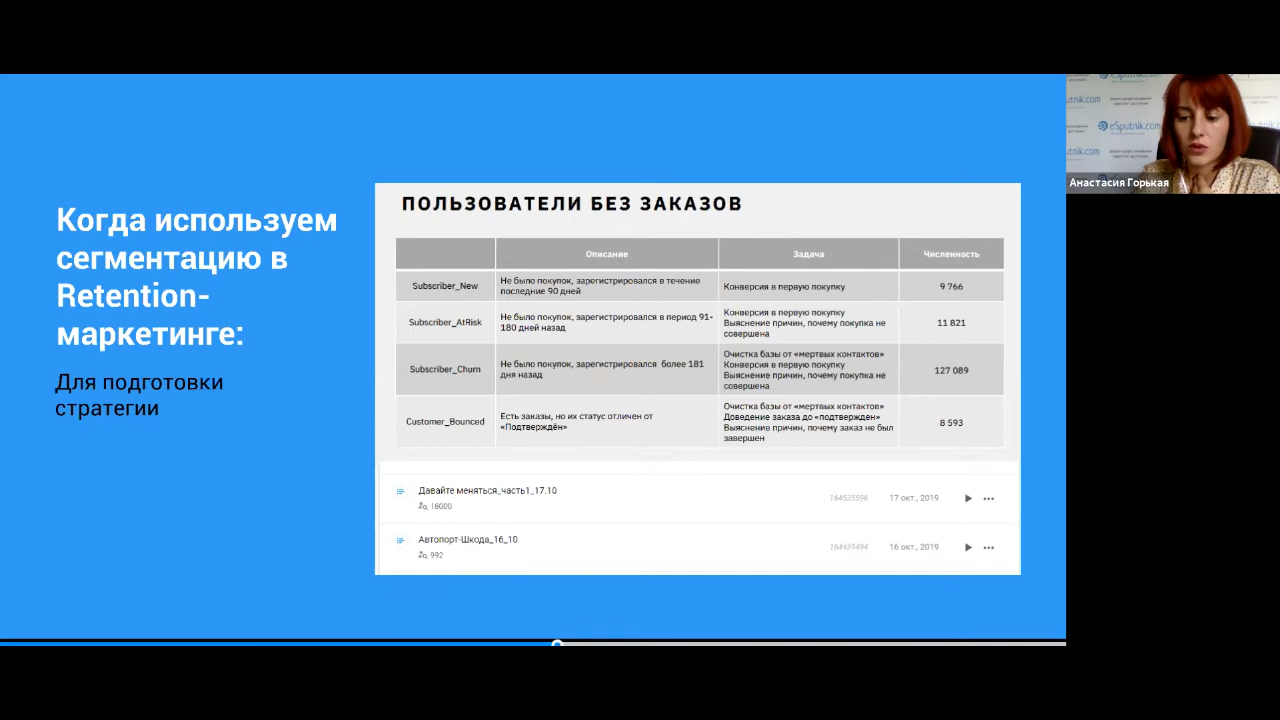 Когда используем
сегментацию в
Retention-
маркетинге:
Для подготовки
стратегии
ПОЛЬЗОВАТЕЛИ БЕЗ ЗАКАЗОВ
Описание Задача Численность
Subscriber_New
Не было покупок, зарегистрировался в течение
последние 90 дней
Конверсия в первую покупку
9 766
Subscriber_AtRisk
Не было покупок, зарегистрировался в период 91-
180 дней назад
Конверсия в первую покупку
Выяснение причин, почему покупка не
совершена
11 821
Subscriber_Churn
Не было покупок, зарегистрировался более 181
дня назад
Очистка базы от «мертвых контактов»
Конверсия в первую покупку
Выяснение причин, почему покупка не
совершена
127 089
Customer_Bounced
Есть заказы, но их статус отличен от
«Подтверждён»
Очистка базы от «мертвых контактов»
Доведение заказа до «подтвержден»
Выяснение причин, почему заказ не был
завершен
8 593
Давайте меняться_часть1_17.10
18000
164535596 17 окт., 2019
Автопорт-Шкода_16_10
992
164459494 16 окт., 2019
eSputnik.com
Анастасия Горькая